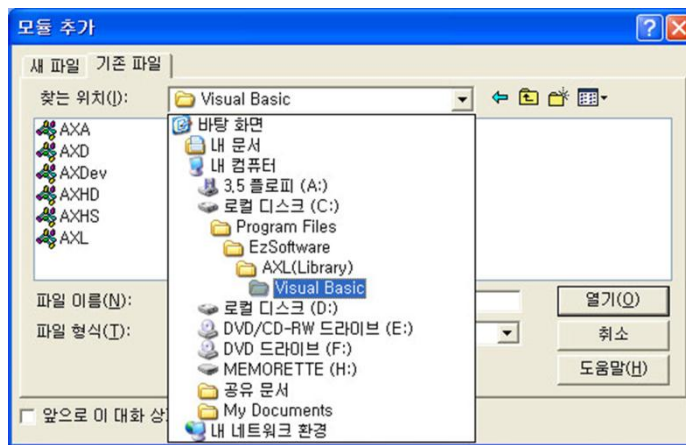 모듈 추가
새 파일 기존 파일
찾는 위치(I): Visual Basic
AXA
AXD
AXDev
AXHD
AXHS
AXL
바탕 화면
내 문서
내 컴퓨터
3.5 플로피 (A:)
로컬 디스크 (C:)
Program Files
EzSoftware
AXL(Library)
Visual Basic
로컬 디스크 (D:)
DVD/CD-RW 드라이브 (E:)
DVD 드라이브 (F:)
MEMORETTE (H:)
공유 문서
My Documents
내 네트워크 환경
파일 이름(N): 열기(O)
파일 형식(T): 취소
도움말(H)
앞으로 이 대화